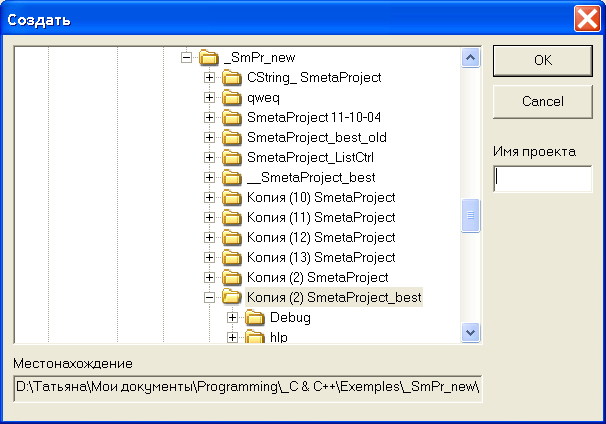 Создать
_SmPr_new
CString_ SmetaProject
qweq
SmetaProject 11-10-04
SmetaProject_best_old
SmetaProject_ListCtrl
__SmetaProject_best
Копия (10) SmetaProject
Копия (11) SmetaProject
Копия (12) SmetaProject
Копия (13) SmetaProject
Копия (2) SmetaProject
Копия (2) SmetaProject_best
Debug
hlp
OK
Cancel
Имя проекта
Местонахождение
D:\Татьяна\Мои документы\Programming\_C & C++\Exemples\_SmPr_new\